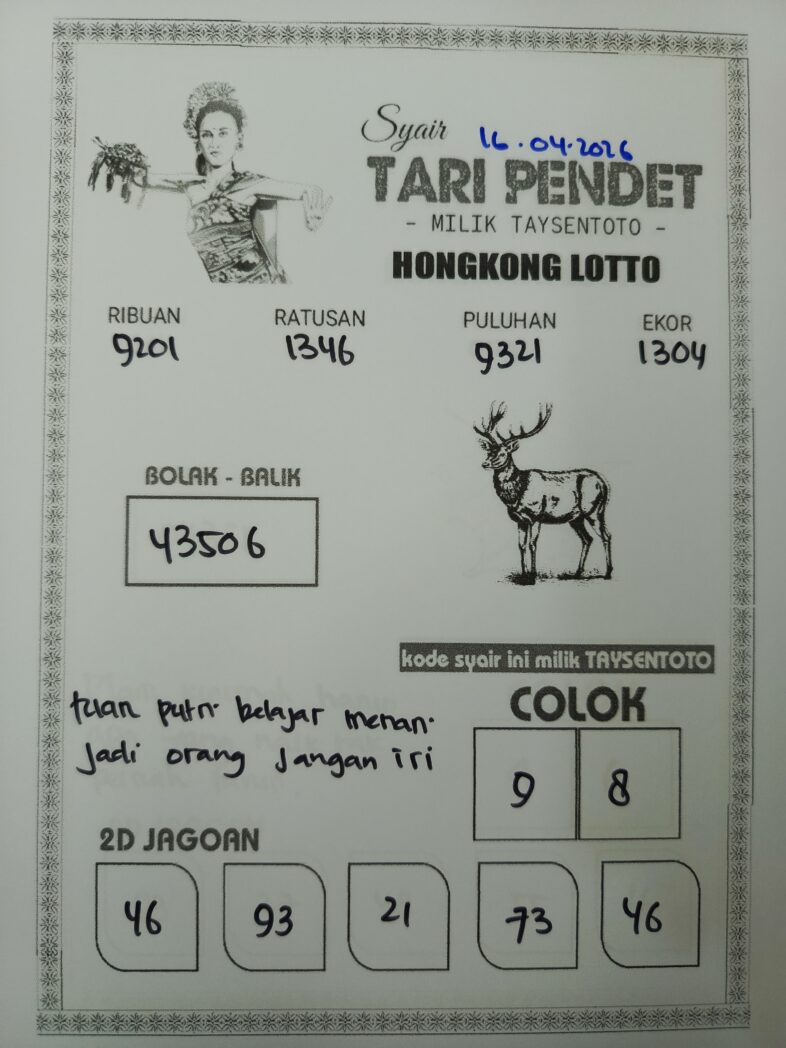 Syair 16.04.2026
TARI PENDET
- MILIK TAYSENTOTO -
HONGKONG LOTTO
RIBUAN RATUSAN PULUHAN EKOR
9201 1346 9321 1304
BOLAK - BALIK
43506
kode syair ini milik TAYSENTOTO
COLOK
9 8
tuan putri belajar menari
Jadi orang Jangan iri
2D JAGOAN
46 93 21 73 46